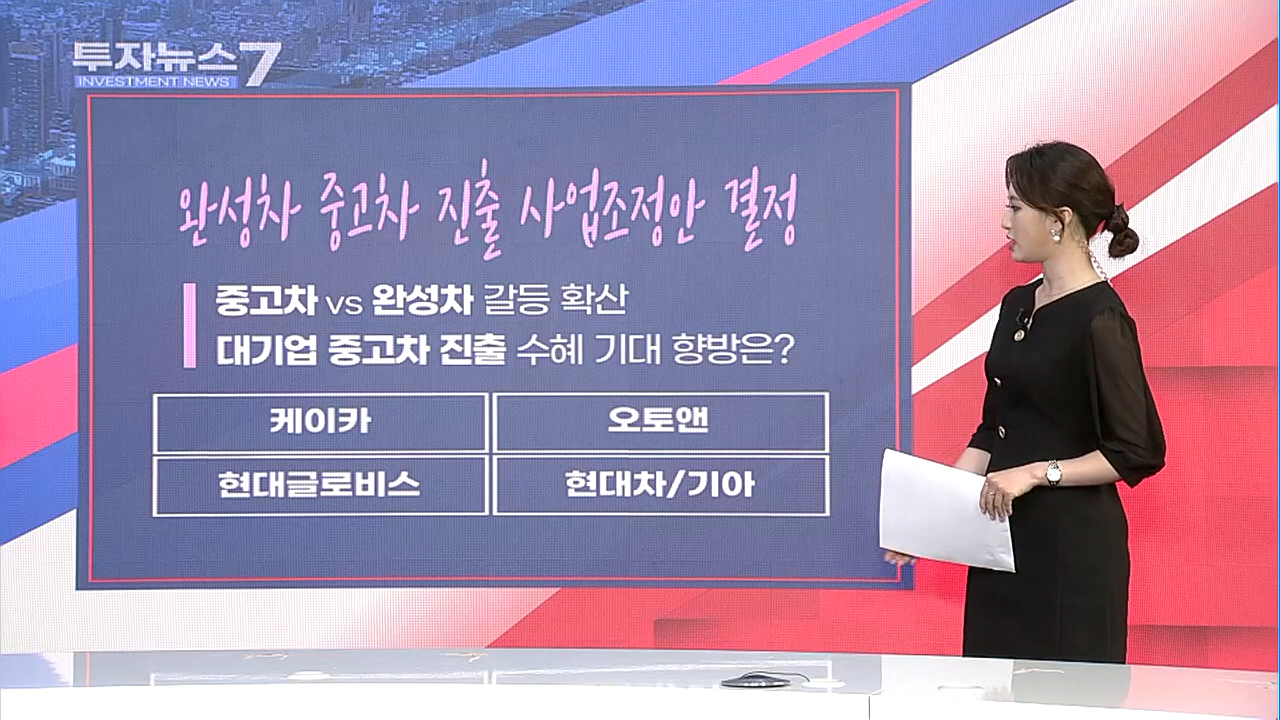 투자뉴스7
INVESTMENT NEWS
완성차 중고차 진출 사업조정안 결정
중고차 vs 완성차 갈등 확산
대기업 중고차 진출 수혜 기대 향방은?
케이카 오토앤
현대글로비스 현대차/기아